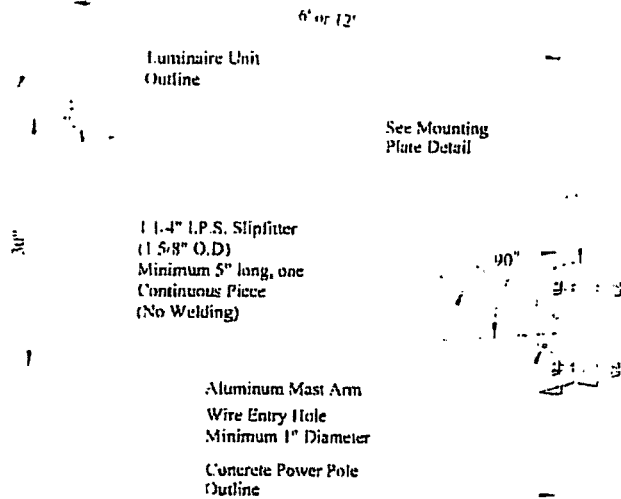 6' or 12'
Luminaire Unit
Outline
See Mounting
Plate Detail
30"
1 1-4" I.P.S. Slipfitter
(1 5/8" O.D)
Minimum 5" long, one
Continuous Piece
(No Welding)
90"
Aluminum Mast Arm
Wire Entry Hole
Minimum 1" Diameter
Concrete Power Pole
Outline